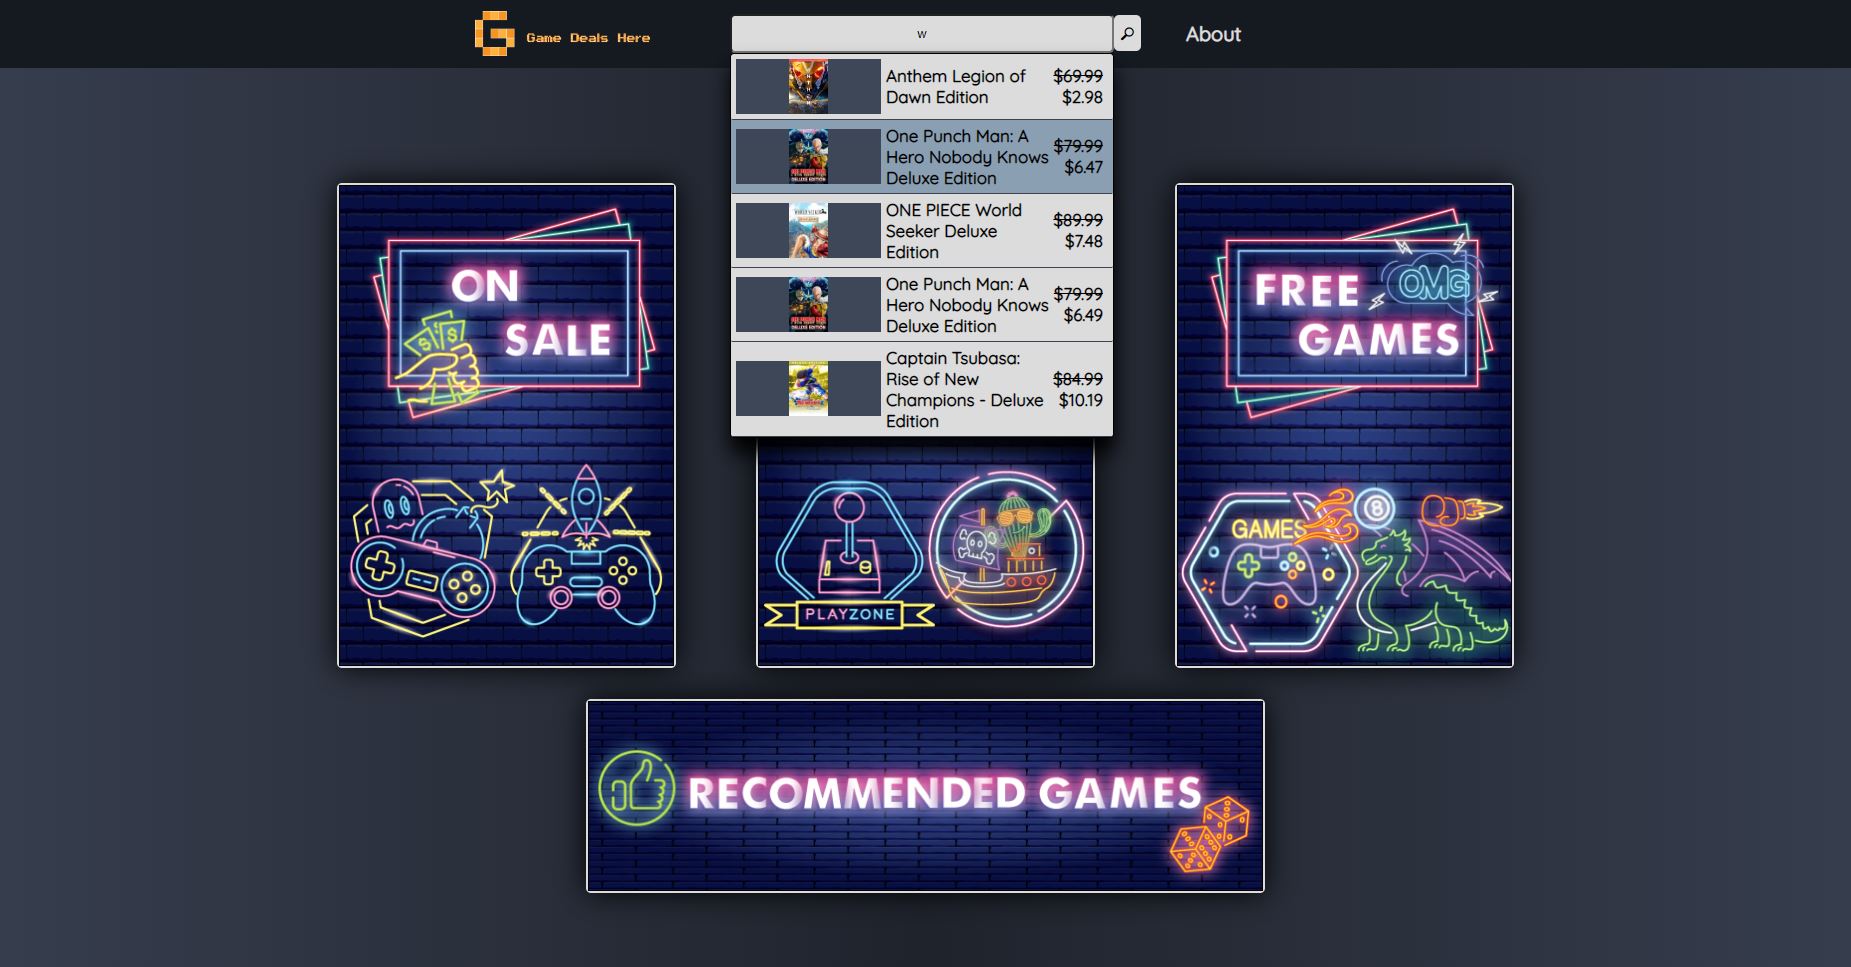 Game Deals Here
w
About
Anthem Legion of
Dawn Edition
$69.99
$2.98
One Punch Man: A
Hero Nobody Knows
Deluxe Edition
$79.99
$6.47
ONE PIECE World
Seeker Deluxe
Edition
$89.99
$7.48
One Punch Man: A
Hero Nobody Knows
Deluxe Edition
$79.99
$6.49
Captain Tsubasa:
Rise of New
Champions - Deluxe
Edition
$84.99
$10.19
ON
SALE
$ $
PLAYZONE
FREE
GAMES
OMG
GAMES
8
RECOMMENDED GAMES